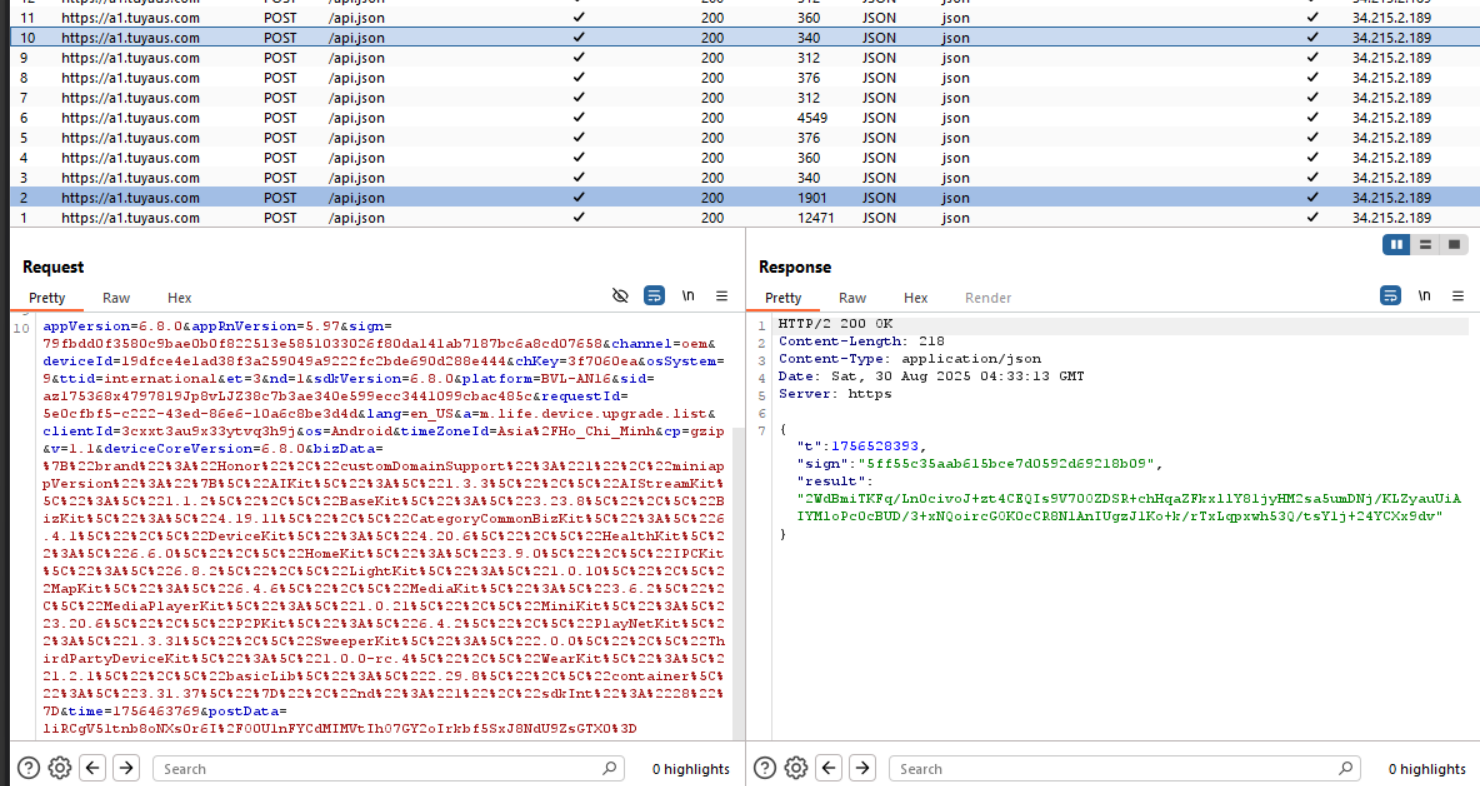 11 https://a1.tuyaus.com POST /api.json ✓ 200 360 JSON json ✓ 34.215.2.189
10 https://a1.tuyaus.com POST /api.json ✓ 200 340 JSON json ✓ 34.215.2.189
9 https://a1.tuyaus.com POST /api.json ✓ 200 312 JSON json ✓ 34.215.2.189
8 https://a1.tuyaus.com POST /api.json ✓ 200 376 JSON json ✓ 34.215.2.189
7 https://a1.tuyaus.com POST /api.json ✓ 200 312 JSON json ✓ 34.215.2.189
6 https://a1.tuyaus.com POST /api.json ✓ 200 4549 JSON json ✓ 34.215.2.189
5 https://a1.tuyaus.com POST /api.json ✓ 200 376 JSON json ✓ 34.215.2.189
4 https://a1.tuyaus.com POST /api.json ✓ 200 360 JSON json ✓ 34.215.2.189
3 https://a1.tuyaus.com POST /api.json ✓ 200 340 JSON json ✓ 34.215.2.189
2 https://a1.tuyaus.com POST /api.json ✓ 200 1901 JSON json ✓ 34.215.2.189
1 https://a1.tuyaus.com POST /api.json ✓ 200 12471 JSON json ✓ 34.215.2.189
Request
Pretty Raw Hex \n
10 appVersion=6.8.0&appRnVersion=5.97&sign=
79fbdd0f3580c9bae0b0f822513e5851033026f80da141ab7187bc6a8cd07658&channel=oem&
deviceId=19dfce4e1ad38f3a259049a9222fc2bde690d288e444&chKey=3f7060ea&osSystem=
9&ttid=international&et=3&nd=1&sdkVersion=6.8.0&platform=BVL-AN16&sid=
az175368x4797819Jp8vLJZ38c7b3ae340e599ecc3441099cbac485c&requestId=
5e0cfbf5-c222-43ed-86e6-10a6c8be3d4d&lang=en_US&a=m.life.device.upgrade.list&
clientId=3cxxt3au9x33ytvq3h9j&os=Android&timeZoneId=Asia%2FHo_Chi_Minh&cp=gzip
&v=1.1&deviceCoreVersion=6.8.0&bizData=
%7B%22brand%22%3A%22Honor%22%2C%22customDomainSupport%22%3A%221%22%2C%22miniap
pVersion%22%3A%22%7B%5C%22AIKit%5C%22%3A%5C%221.3.3%5C%22%2C%5C%22AIStreamKit%
5C%22%3A%5C%221.1.2%5C%22%2C%5C%22BaseKit%5C%22%3A%5C%223.23.8%5C%22%2C%5C%22B
izKit%5C%22%3A%5C%224.19.11%5C%22%2C%5C%22CategoryCommonBizKit%5C%22%3A%5C%226
.4.1%5C%22%2C%5C%22DeviceKit%5C%22%3A%5C%224.20.6%5C%22%2C%5C%22HealthKit%5C%2
2%3A%5C%226.6.0%5C%22%2C%5C%22HomeKit%5C%22%3A%5C%223.9.0%5C%22%2C%5C%22IPCKit
%5C%22%3A%5C%226.8.2%5C%22%2C%5C%22LightKit%5C%22%3A%5C%221.0.10%5C%22%2C%5C%2
2MapKit%5C%22%3A%5C%226.4.6%5C%22%2C%5C%22MediaKit%5C%22%3A%5C%223.6.2%5C%22%2
C%5C%22MediaPlayerKit%5C%22%3A%5C%221.0.21%5C%22%2C%5C%22MiniKit%5C%22%3A%5C%2
23.20.6%5C%22%2C%5C%22P2PKit%5C%22%3A%5C%226.4.2%5C%22%2C%5C%22PlayNetKit%5C%2
2%3A%5C%221.3.31%5C%22%2C%5C%22SweeperKit%5C%22%3A%5C%222.0.0%5C%22%2C%5C%22Th
irdPartyDeviceKit%5C%22%3A%5C%221.0.0-rc.4%5C%22%2C%5C%22WearKit%5C%22%3A%5C%2
21.2.1%5C%22%2C%5C%22basicLib%5C%22%3A%5C%222.29.8%5C%22%2C%5C%22container%5C%
22%3A%5C%223.31.37%5C%22%7D%22%2C%22nd%22%3A%221%22%2C%22sdkInt%22%3A%2228%22%
7D&time=1756463769&postData=
Search 0 highlights
Response
Pretty Raw Hex Render \n
1 HTTP/2 200 OK
2 Content-Length: 218
3 Content-Type: application/json
4 Date: Sat, 30 Aug 2025 04:33:13 GMT
5 Server: https
6
7 {
"t":1756528393,
"sign":"5ff55c35aab615bce7d0592d69218b09",
"result":
}
Search 0 highlights